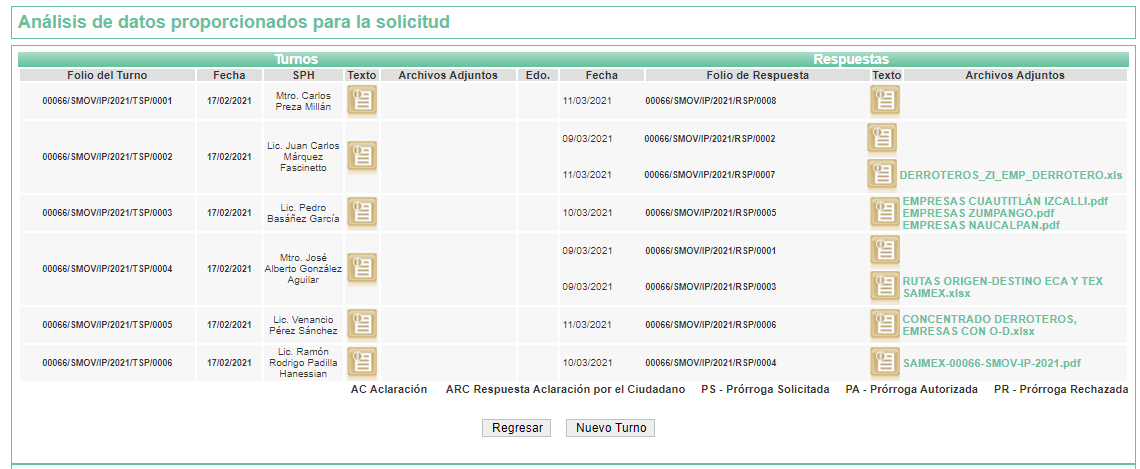 Análisis de datos proporcionados para la solicitud
Turnos Respuestas
Folio del Turno Fecha SPH Texto Archivos Adjuntos Edo. Fecha Folio de Respuesta Texto Archivos Adjuntos
00066/SMOV/IP/2021/TSP/0001 17/02/2021 Mtro. Carlos
Preza Millán
11/03/2021 00066/SMOV/IP/2021/RSP/0008
00066/SMOV/IP/2021/TSP/0002 17/02/2021 Lic. Juan Carlos
Márquez
Fascinetto
09/03/2021 00066/SMOV/IP/2021/RSP/0002
11/03/2021 00066/SMOV/IP/2021/RSP/0007 DERROTEROS_ZI_EMP_DERROTERO.xls
00066/SMOV/IP/2021/TSP/0003 17/02/2021 Lic. Pedro
Basáñez García
10/03/2021 00066/SMOV/IP/2021/RSP/0005 EMPRESAS CUAUTITLÁN IZCALLI.pdf
EMPRESAS ZUMPANGO.pdf
EMPRESAS NAUCALPAN.pdf
00066/SMOV/IP/2021/TSP/0004 17/02/2021 Mtro. José
Alberto González
Aguilar
09/03/2021 00066/SMOV/IP/2021/RSP/0001
09/03/2021 00066/SMOV/IP/2021/RSP/0003 RUTAS ORIGEN-DESTINO ECA Y TEX
SAIMEX.xlsx
00066/SMOV/IP/2021/TSP/0005 17/02/2021 Lic. Venancio
Pérez Sánchez
11/03/2021 00066/SMOV/IP/2021/RSP/0006 CONCENTRADO DERROTEROS,
EMRESAS CON O-D.xlsx
00066/SMOV/IP/2021/TSP/0006 17/02/2021 Lic. Ramón
Rodrigo Padilla
Hanessian
10/03/2021 00066/SMOV/IP/2021/RSP/0004 SAIMEX-00066-SMOV-IP-2021.pdf
AC Aclaración ARC Respuesta Aclaración por el Ciudadano PS - Prórroga Solicitada PA - Prórroga Autorizada PR - Prórroga Rechazada
Regresar Nuevo Turno